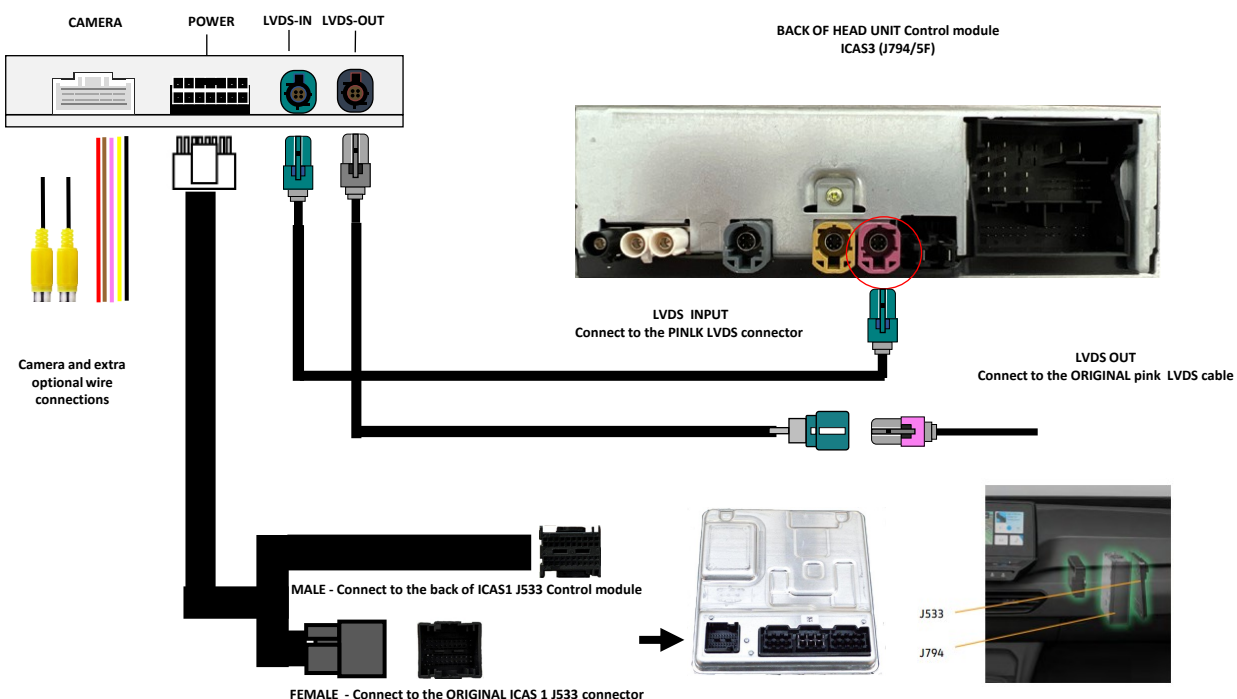 CAMERA
POWER
LVDS-IN
LVDS-OUT
BACK OF HEAD UNIT Control module
ICAS3 (J794/5F)
LVDS INPUT
Connect to the PINLK LVDS connector
Camera and extra
optional wire
connections
LVDS OUT
Connect to the ORIGINAL pink LVDS cable
MALE - Connect to the back of ICAS1 J533 Control module
J533
J794
FEMALE - Connect to the ORIGINAL ICAS 1 J533 connector